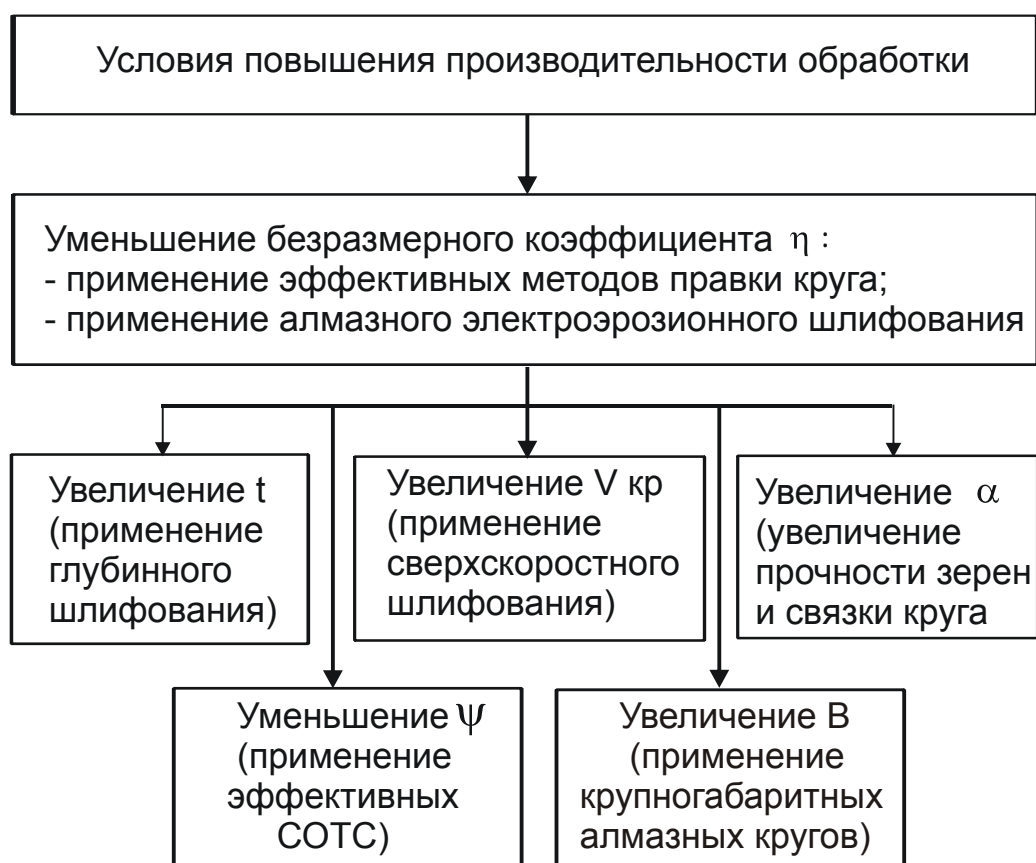 Условия повышения производительности обработки
Уменьшение безразмерного коэффициента η :
- применение эффективных методов правки круга;
- применение алмазного электроэрозионного шлифования
Увеличение t
(применение
глубинного
шлифования)
Увеличение V кр
(применение
сверхскоростного
шлифования)
Увеличение α
(увеличение
прочности зерен
и связки круга
Уменьшение ψ
(применение
эффективных
СОТС)
Увеличение В
(применение
крупногабаритных
алмазных кругов)